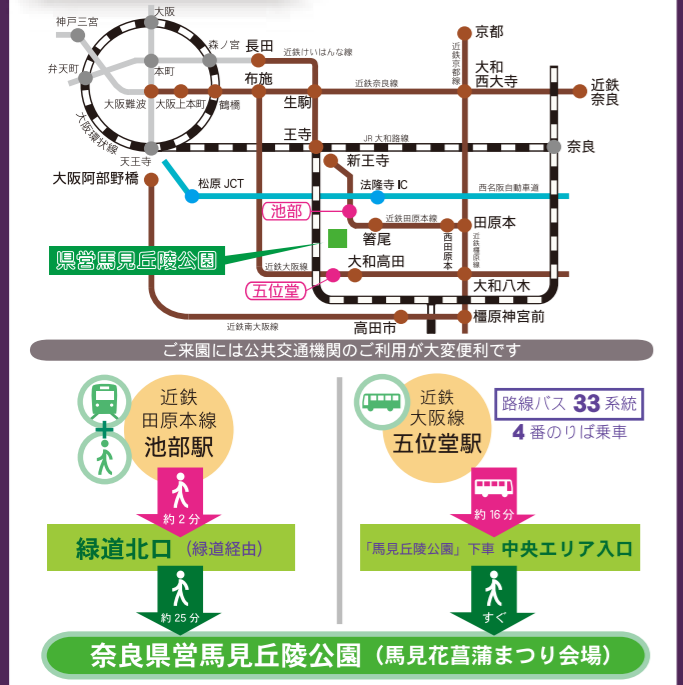 大阪
神戸三宮
森ノ宮
長田
近鉄けいはんな線
京都
近鉄京都線
弁天町
本町
布施
大和
西大寺
近鉄
奈良
近鉄奈良線
大阪難波
大阪上本町
鶴橋
生駒
大阪環状線
王寺
JR 大和路線
奈良
天王寺
新王寺
大阪阿部野橋
松原 JCT
法隆寺 IC
西名阪自動車道
池部
近鉄田原本線
田原本
箸尾
西田原本
近鉄橿原線
県営馬見丘陵公園
近鉄大阪線
大和高田
五位堂
大和八木
近鉄南大阪線
高田市
橿原神宮前
ご来園には公共交通機関のご利用が大変便利です
近鉄
田原本線
池部駅
約 2 分
緑道北口（緑道経由）
約 25 分
近鉄
大阪線
五位堂駅
路線バス 33 系統
4 番のりば乗車
約 16 分
「馬見丘陵公園」下車 中央エリア入口
すぐ
奈良県営馬見丘陵公園（馬見花菖蒲まつり会場）